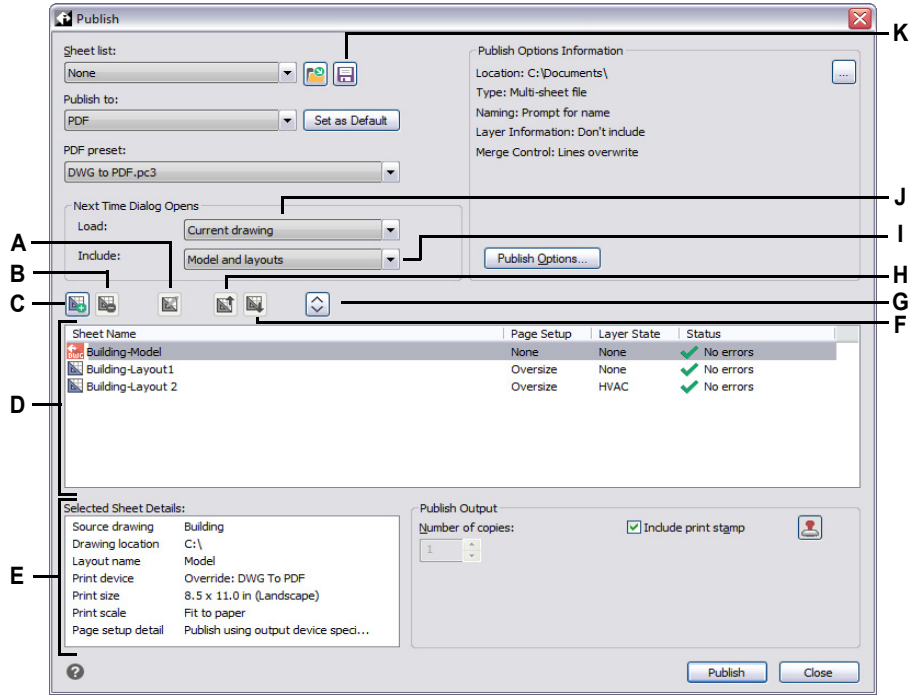 Publish
K
Sheet list:
None
Publish Options Information
Location: C:\Documents\
...
Type: Multi-sheet file
Publish to:
Naming: Prompt for name
PDF
Set as Default
Layer Information: Don't include
PDF preset:
Merge Control: Lines overwrite
DWG to PDF.pc3
Next Time Dialog Opens
J
Load:
Current drawing
A
I
Include:
Model and layouts
Publish Options...
B
H
C
G
F
Sheet Name
Page Setup
Layer State
Status
DWG
Building-Model
None
None
No errors
Building-Layout1
Oversize
None
No errors
Building-Layout 2
Oversize
HVAC
No errors
D
Selected Sheet Details:
Publish Output
Source drawing
Building
Number of copies:
Include print stamp
Drawing location
C:\
1
Layout name
Model
E
Print device
Override: DWG To PDF
Print size
8.5 x 11.0 in (Landscape)
Print scale
Fit to paper
Page setup detail
Publish using output device speci...
?
Publish
Close